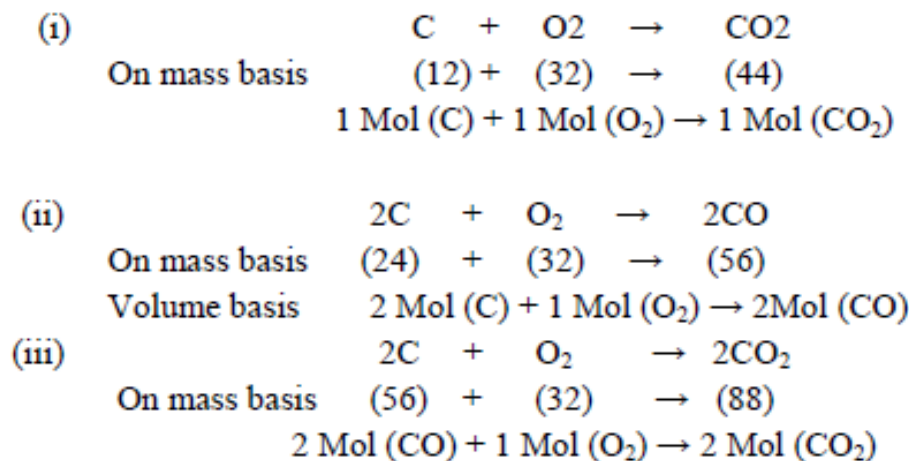 (i) C + O2 → CO2
On mass basis (12) + (32) → (44)
1 Mol (C) + 1 Mol (O₂) → 1 Mol (CO₂)
(ii) 2C + O₂ → 2CO
On mass basis (24) + (32) → (56)
Volume basis 2 Mol (C) + 1 Mol (O₂) → 2Mol (CO)
(iii) 2C + O₂ → 2CO₂
On mass basis (56) + (32) → (88)
2 Mol (CO) + 1 Mol (O₂) → 2 Mol (CO₂)